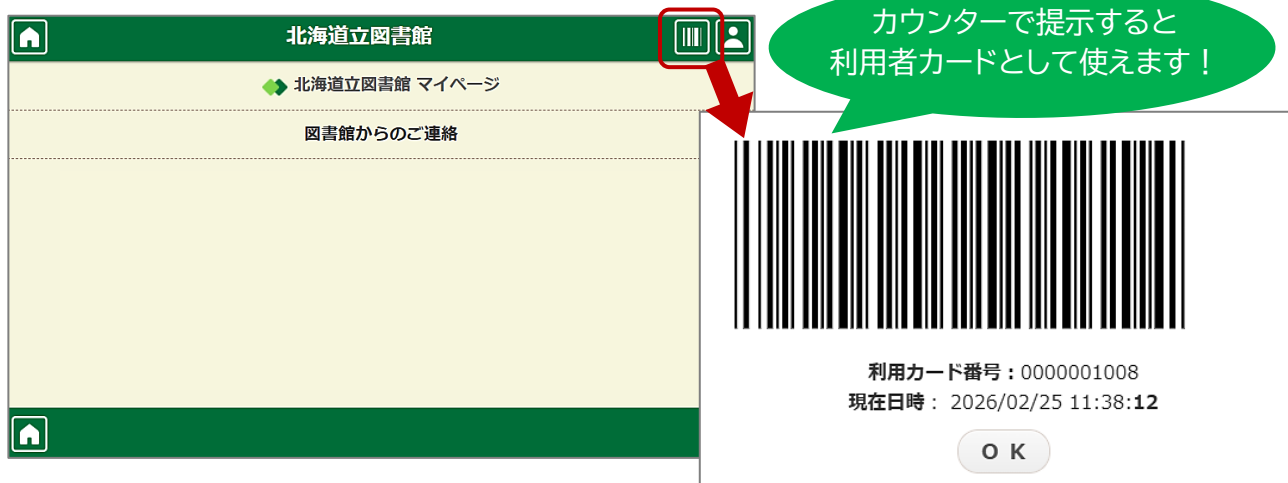 北海道立図書館
北海道立図書館 マイページ
図書館からのご連絡
カウンターで提示すると
利用者カードとして使えます！
利用カード番号：0000001008
現在日時： 2026/02/25 11:38:12
ＯＫ